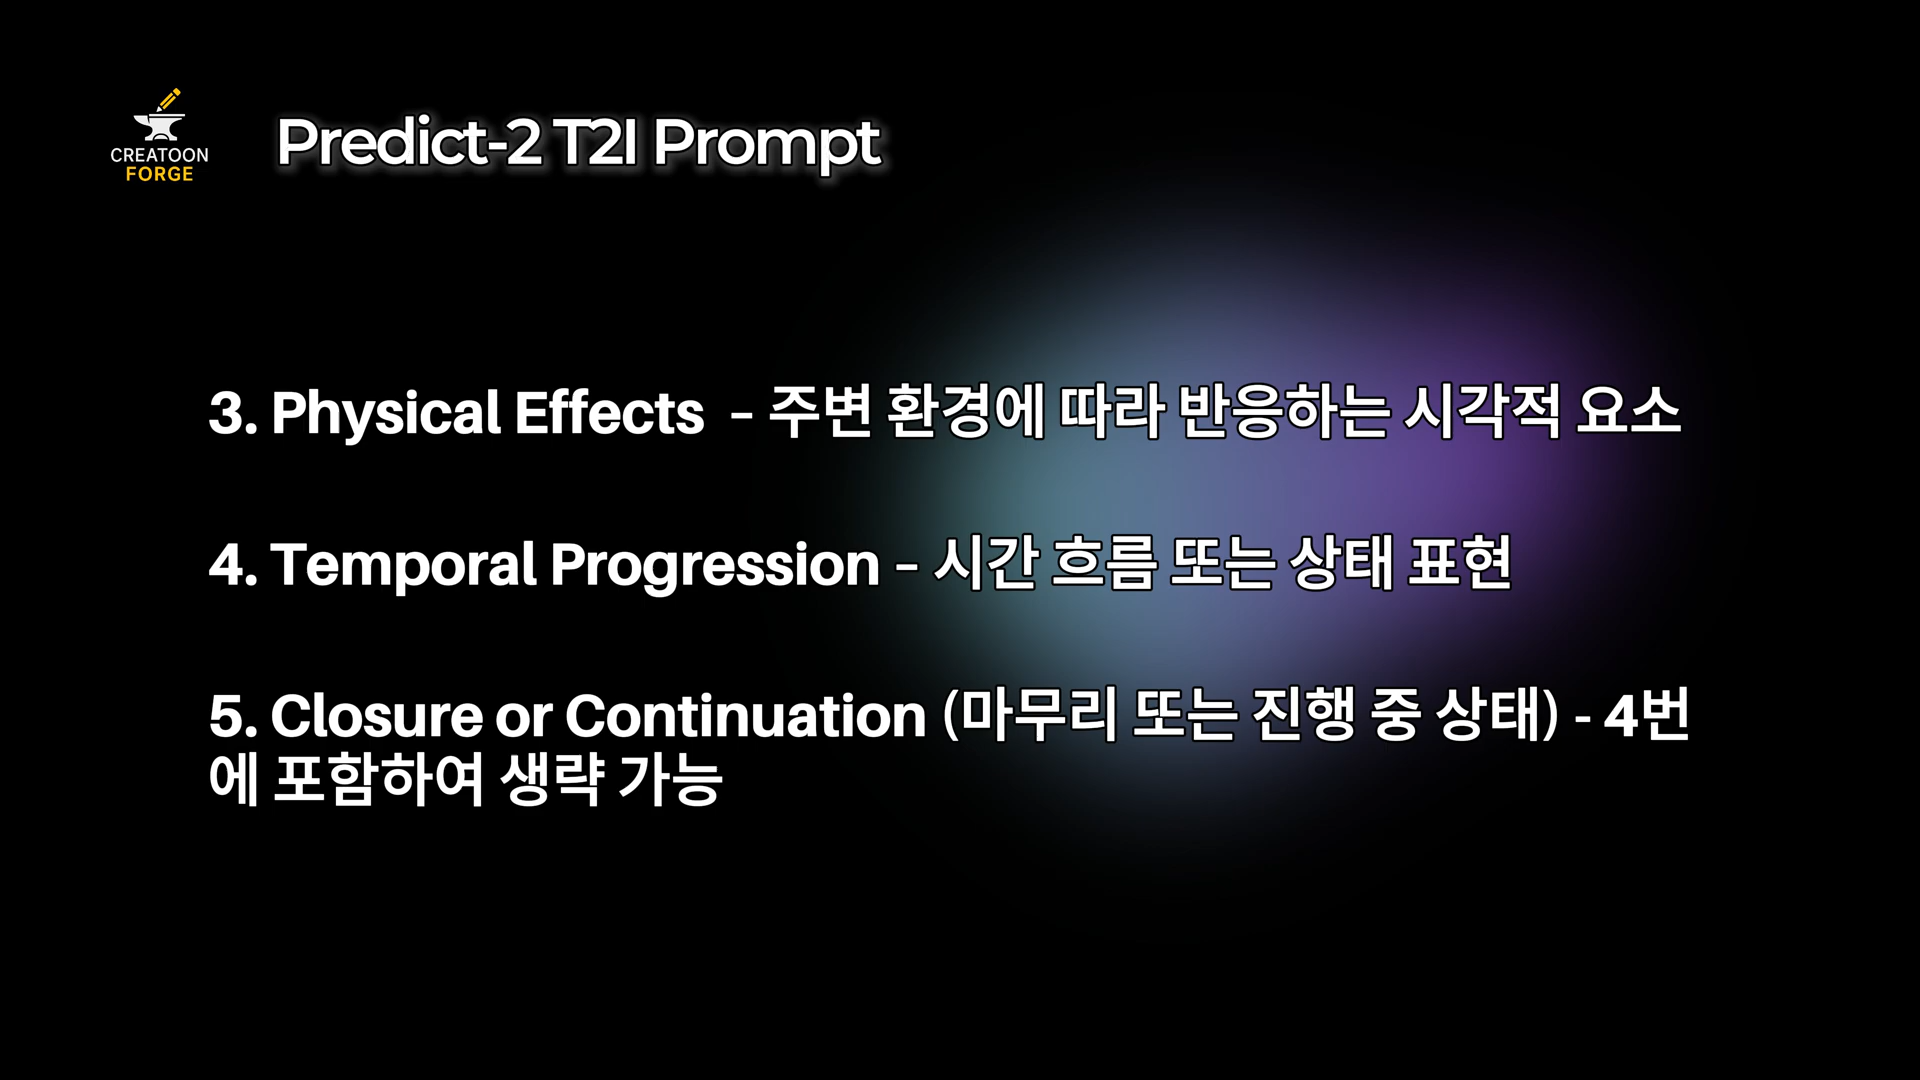 CREATOON
FORGE
Predict-2 T2I Prompt
3. Physical Effects – 주변 환경에 따라 반응하는 시각적 요소
4. Temporal Progression – 시간 흐름 또는 상태 표현
5. Closure or Continuation (마무리 또는 진행 중 상태) - 4번
에 포함하여 생략 가능